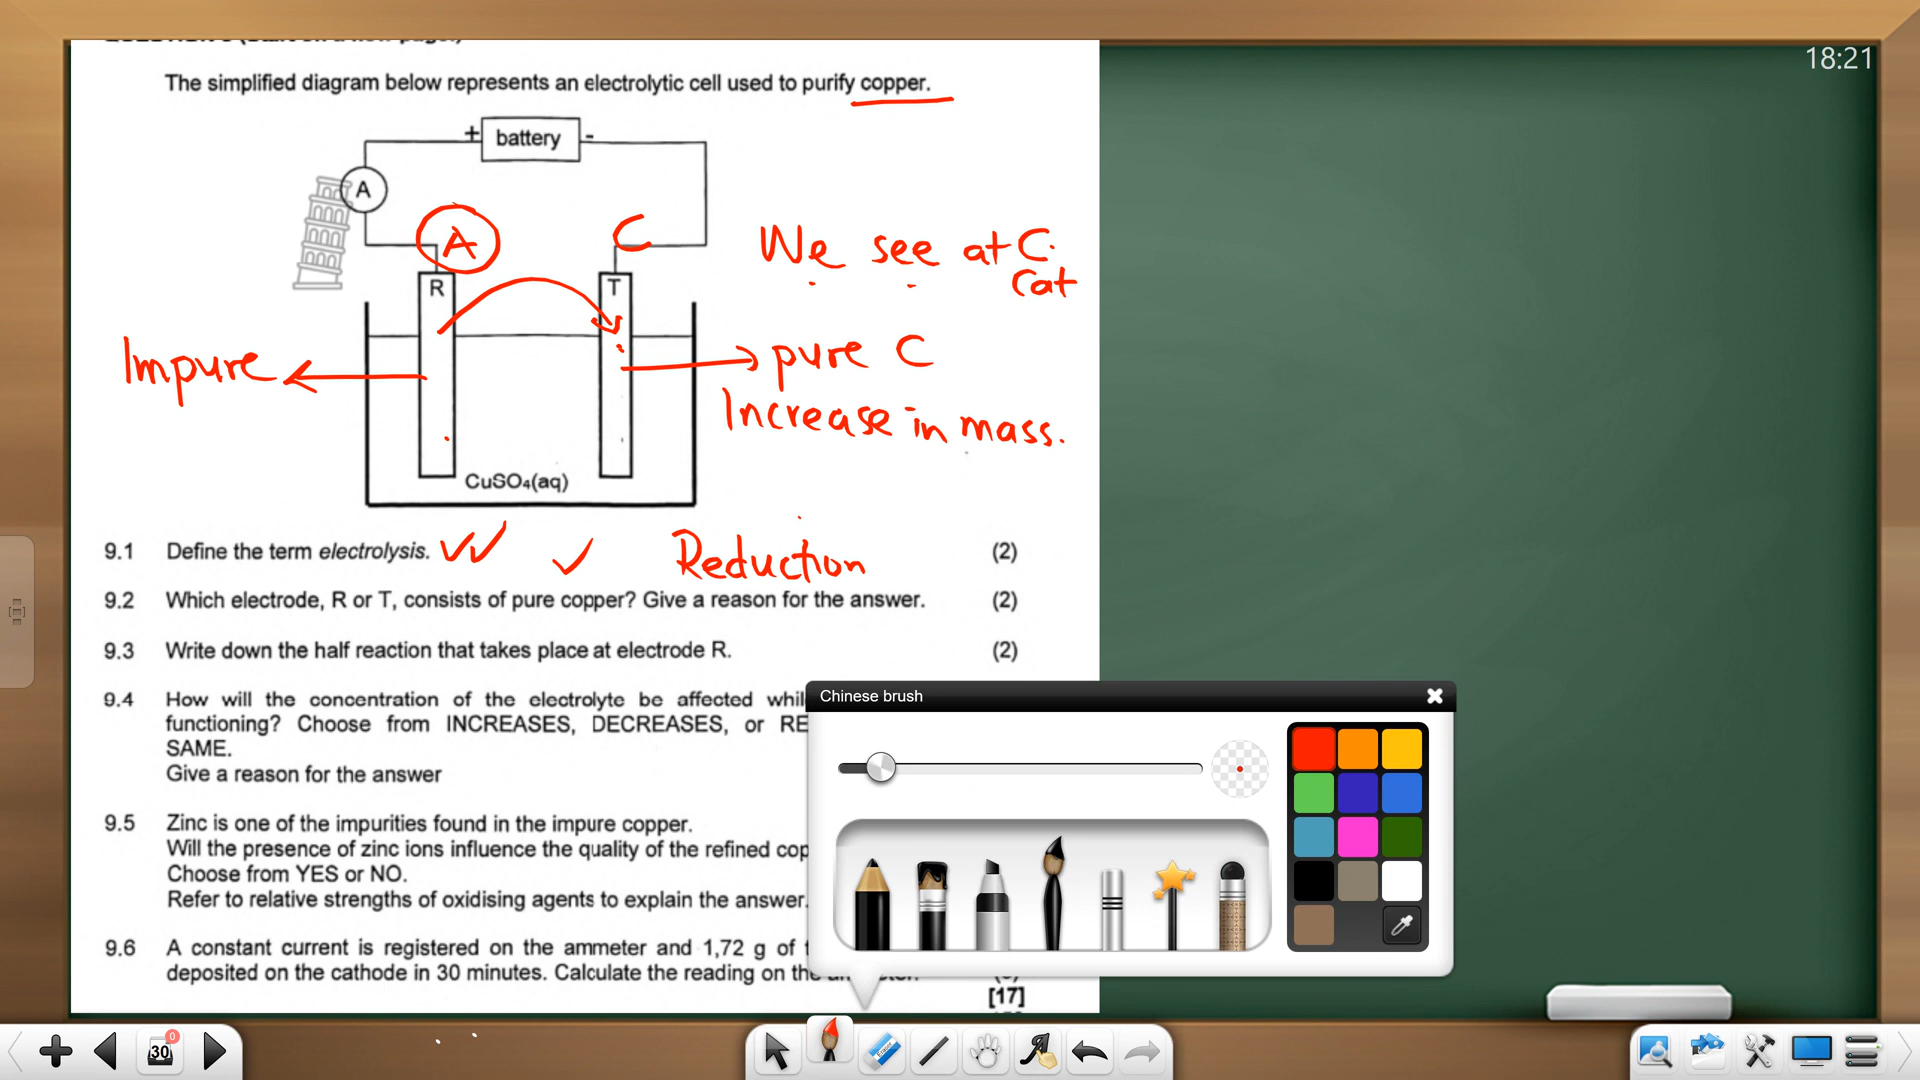 18:21
The simplified diagram below represents an electrolytic cell used to purify copper.
+ battery -
A
A C
We see at C.
Cat
R T
Impure
pure C
Increase in mass.
CuSO₄(aq)
9.1 Define the term electrolysis. (2)
Reduction
9.2 Which electrode, R or T, consists of pure copper? Give a reason for the answer. (2)
9.3 Write down the half reaction that takes place at electrode R. (2)
9.4 How will the concentration of the electrolyte be affected whil
functioning? Choose from INCREASES, DECREASES, or RE
SAME.
Give a reason for the answer
9.5 Zinc is one of the impurities found in the impure copper.
Will the presence of zinc ions influence the quality of the refined cop
Choose from YES or NO.
Refer to relative strengths of oxidising agents to explain the answer.
9.6 A constant current is registered on the ammeter and 1,72 g of
deposited on the cathode in 30 minutes. Calculate the reading on the
[17]
Chinese brush
30
0
Eraser